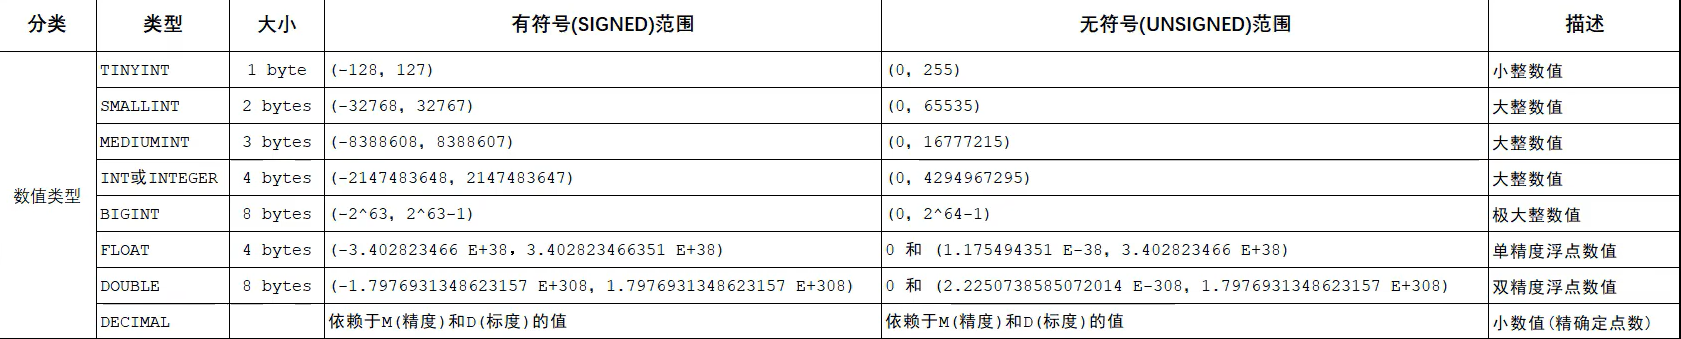 分类 类型 大小 有符号(SIGNED)范围 无符号(UNSIGNED)范围 描述
数值类型
TINYINT 1 byte (-128, 127) (0, 255) 小整数值
SMALLINT 2 bytes (-32768, 32767) (0, 65535) 大整数值
MEDIUMINT 3 bytes (-8388608, 8388607) (0, 16777215) 大整数值
INT或INTEGER 4 bytes (-2147483648, 2147483647) (0, 4294967295) 大整数值
BIGINT 8 bytes (-2^63, 2^63-1) (0, 2^64-1) 极大整数值
FLOAT 4 bytes (-3.402823466 E+38, 3.402823466351 E+38) 0 和 (1.175494351 E-38, 3.402823466 E+38) 单精度浮点数值
DOUBLE 8 bytes (-1.7976931348623157 E+308, 1.7976931348623157 E+308) 0 和 (2.2250738585072014 E-308, 1.7976931348623157 E+308) 双精度浮点数值
DECIMAL 依赖于M(精度)和D(标度)的值 依赖于M(精度)和D(标度)的值 小数值(精确定点数)